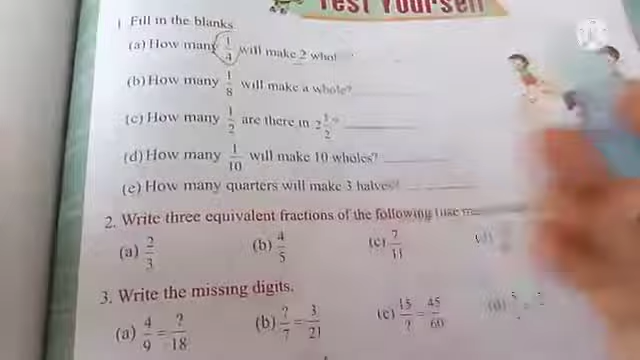 Test Yourself
1 Fill in the blanks
(a) How many 1/4 will make 2
(b) How many 1/8 will make a whole?
(c) How many 1/2 are there in 2 1/2
(d) How many 1/10 will make 10 wholes?
(e) How many quarters will make 3 halves?
2. Write three equivalent fractions of the following
(a) 2/3 (b) 4/5 (c) 7/11
3. Write the missing digits.
(a) 4/9 = ?/18 (b) ?/7 = 3/21 (c) 15/? = 45/60